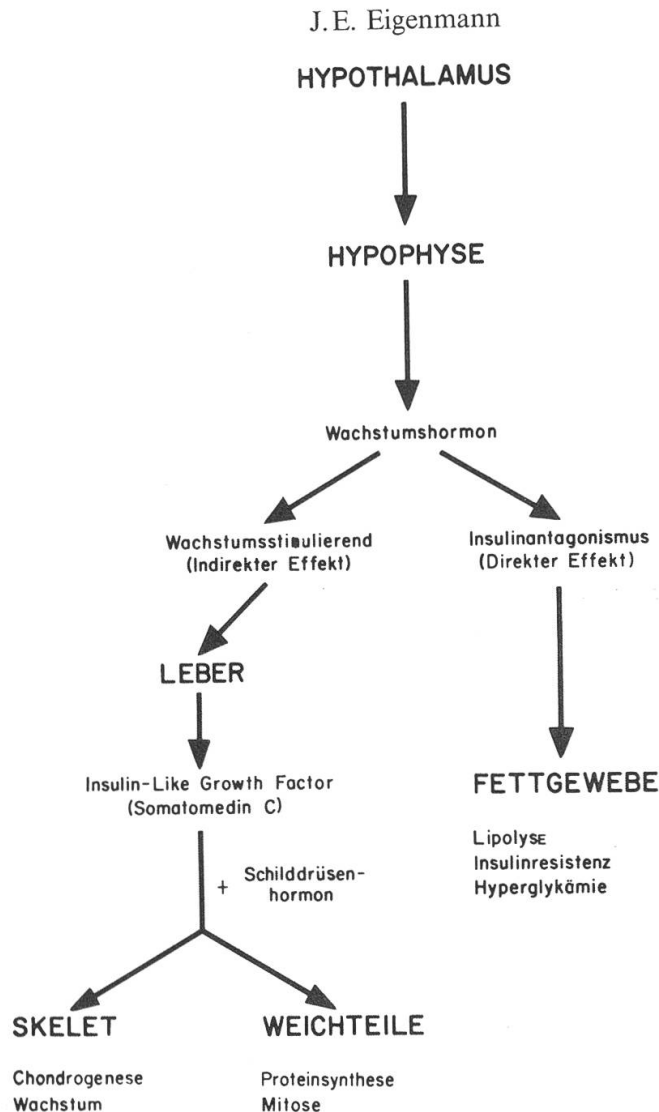 J.E. Eigenmann
HYPOTHALAMUS
HYPOPHYSE
Wachstumshormon
Wachstumsstimulierend
(Indirekter Effekt)
Insulinantagonismus
(Direkter Effekt)
LEBER
Insulin-Like Growth Factor
(Somatomedin C)
FETTGEWEBE
Lipolyse
Insulinresistenz
Hyperglykämie
+ Schilddrüsen-
hormon
SKELET
Chondrogenese
Wachstum
WEICHTEILE
Proteinsynthese
Mitose